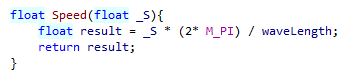 float Speed(float _S){
    float result = _S * (2* M_PI) / waveLength;
    return result;
}